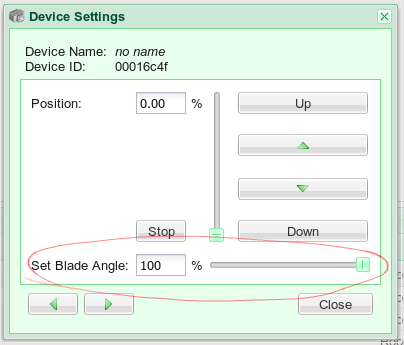 Device Settings
Device Name: no name
Device ID: 00016c4f
Position: 0.00 % Up
Stop Down
Set Blade Angle: 100 %
Close